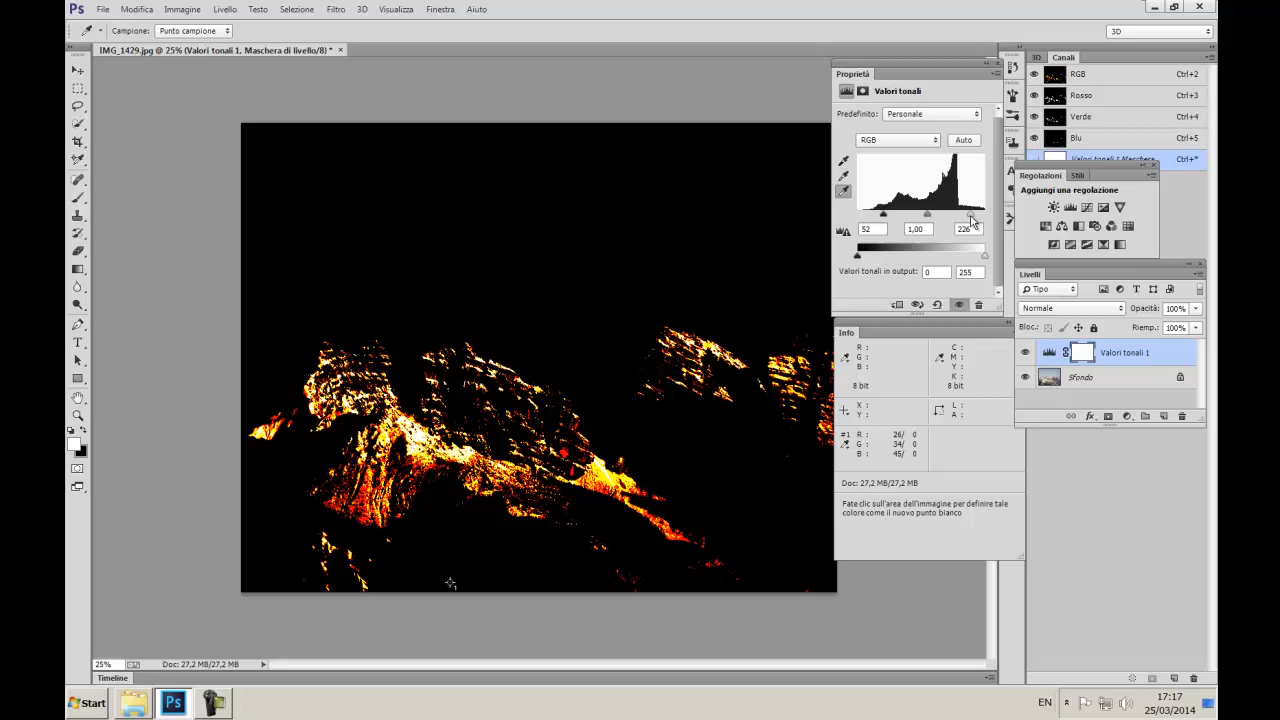 Ps File Modifica Immagine Livello Testo Selezione Filtro 3D Visualizza Finestra Aiuto
Campione: Punto campione 3D
IMG_1429.jpg @ 25% (Valori tonali 1, Maschera di livello/8) * ×
Proprietà
Valori tonali
Predefinito: Personale
RGB Auto
52 1,00 226
Valori tonali in output: 0 255
Info
R : C :
G : M :
B : Y :
K :
8 bit 8 bit
X : L :
Y : A :
#1 R : 26/ 0
G : 34/ 0
B : 45/ 0
Doc: 27,2 MB/27,2 MB
Fate clic sull'area dell'immagine per definire tale
colore come il nuovo punto bianco
3D Canali
RGB Ctrl+2
Rosso Ctrl+3
Verde Ctrl+4
Blu Ctrl+5
Valori tonali 1 Maschera Ctrl+*
Regolazioni Stili
Aggiungi una regolazione
Livelli
Tipo
Normale Opacità: 100%
Bloc.: Riemp.: 100%
Valori tonali 1
Sfondo
25% Doc: 27,2 MB/27,2 MB
Timeline
Start Ps EN 17:17
25/03/2014